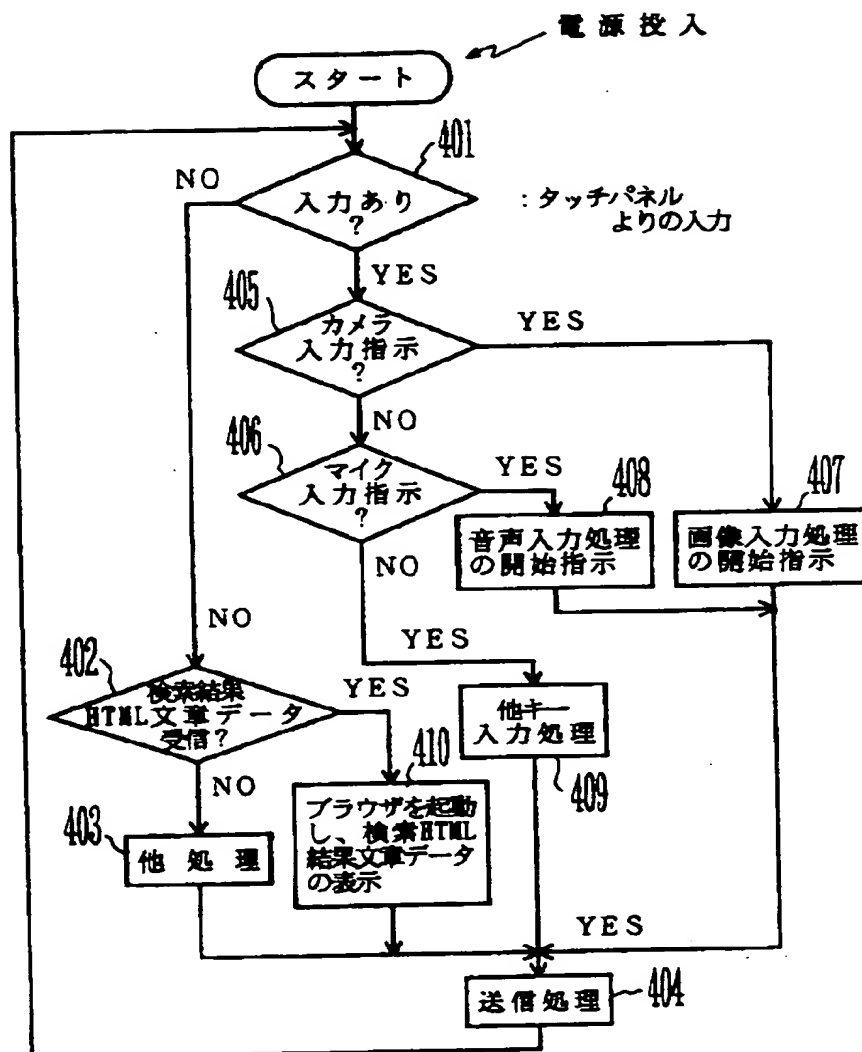 電源投入
スタート
401
NO
入力あり
?
:タッチパネル
よりの入力
YES
405
カメラ
入力指示
?
YES
NO
406
マイク
入力指示
?
YES
408
音声入力処理
の開始指示
407
画像入力処理
の開始指示
NO
NO
YES
402
検索結果
HTML文章データ
受信?
YES
他キー
入力処理
409
NO
410
ブラウザを起動
し、検索HTML
結果文章データ
の表示
403
他処理
YES
送信処理
404